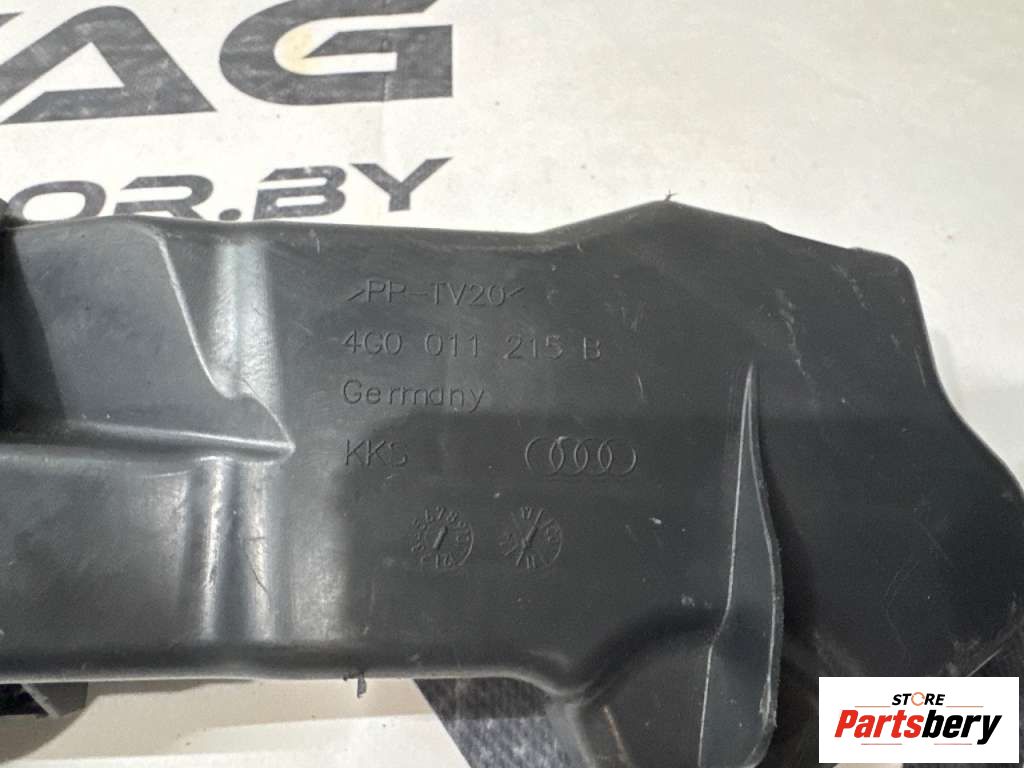 AG
OR.BY
>PP-TV20<
4G0 011 215 B
Germany
KKS
STORE
Partsbery